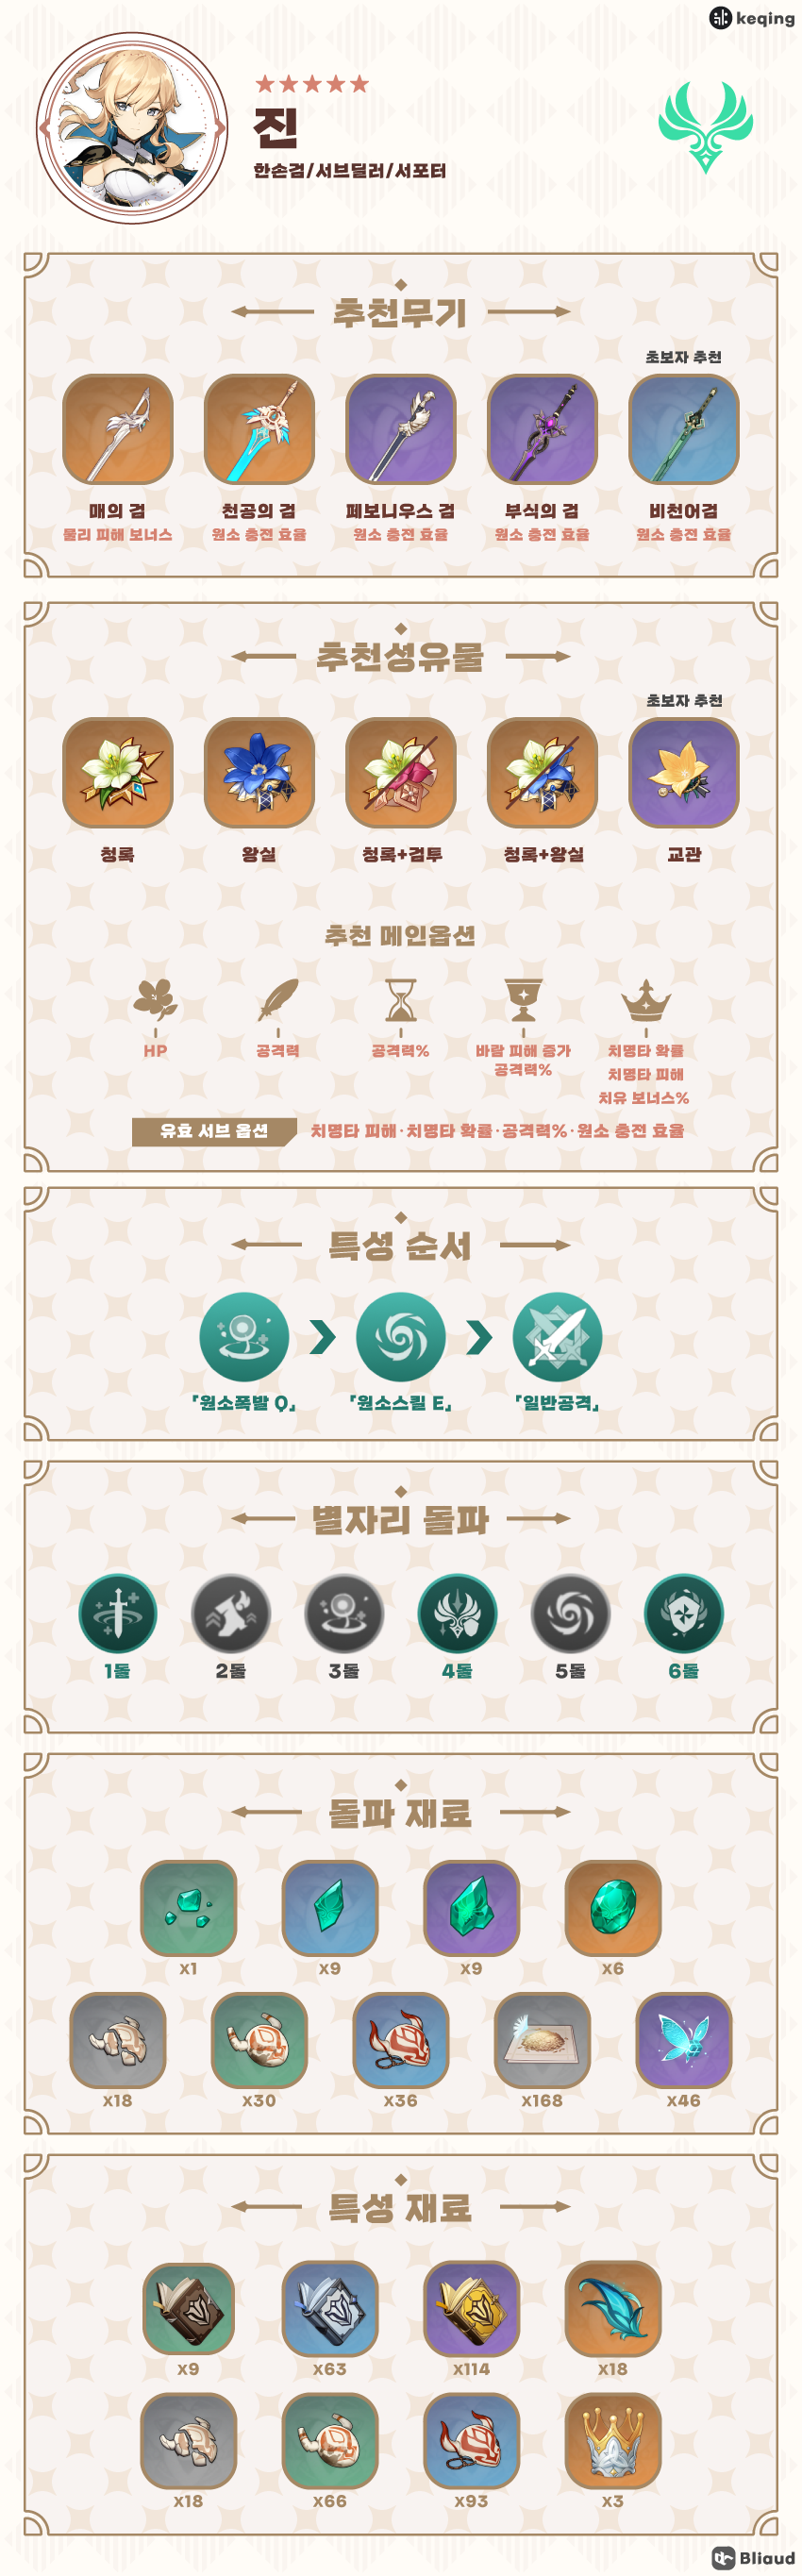 keqing
진
한손검/서브딜러/서포터
추천무기
초보자 추천
매의 검
천공의 검
페보니우스 검
부식의 검
비천어검
물리 피해 보너스
원소 충전 효율
원소 충전 효율
원소 충전 효율
원소 충전 효율
추천성유물
초보자 추천
청록
왕실
청록+검투
청록+왕실
교관
추천 메인옵션
HP
공격력
공격력%
바람 피해 증가
공격력%
치명타 확률
치명타 피해
치유 보너스%
유효 서브 옵션
치명타 피해·치명타 확률·공격력%·원소 충전 효율
특성 순서
「원소폭발 Q」
「원소스킬 E」
「일반공격」
별자리 돌파
1돌
2돌
3돌
4돌
5돌
6돌
돌파 재료
x1
x9
x9
x6
x18
x30
x36
x168
x46
특성 재료
x9
x63
x114
x18
x18
x66
x93
x3
Bliaud